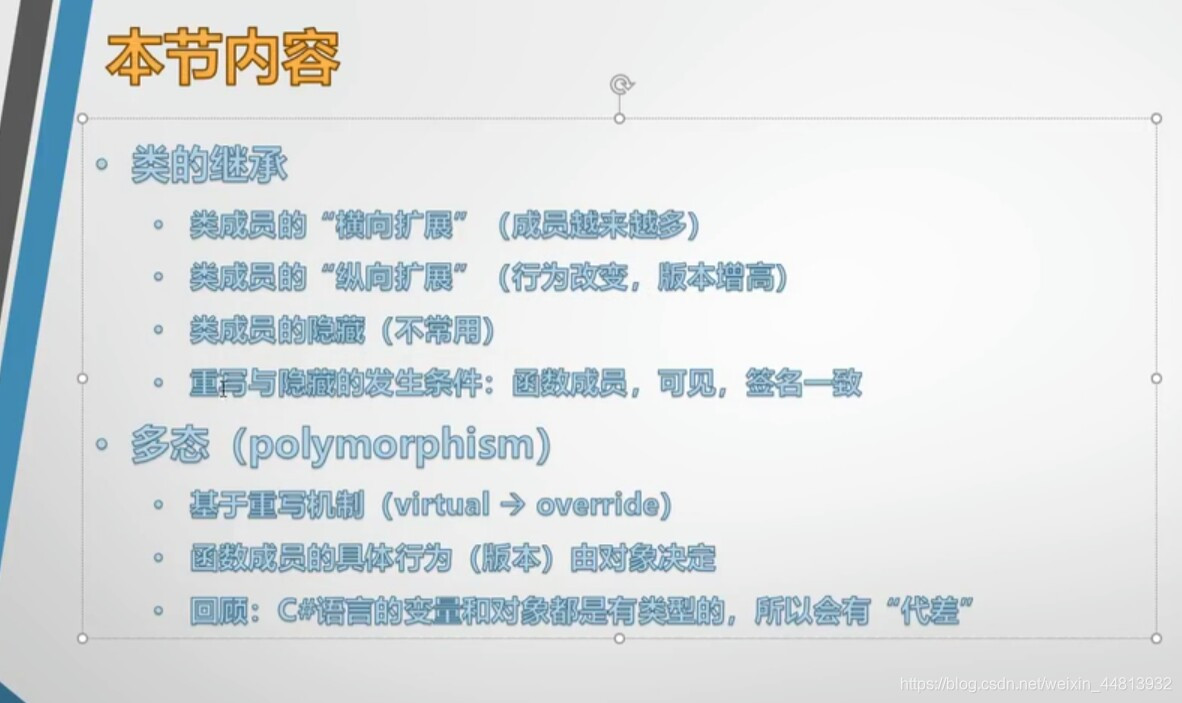 本节内容
类的继承
类成员的“横向扩展”（成员越来越多）
类成员的“纵向扩展”（行为改变，版本增高）
类成员的隐藏（不常用）
重写与隐藏的发生条件：函数成员，可见，签名一致
多态（polymorphism）
基于重写机制（virtual → override）
函数成员的具体行为（版本）由对象决定
回顾：C#语言的变量和对象都是有类型的，所以会有“代差”
https://blog.csdn.net/weixin_44813932